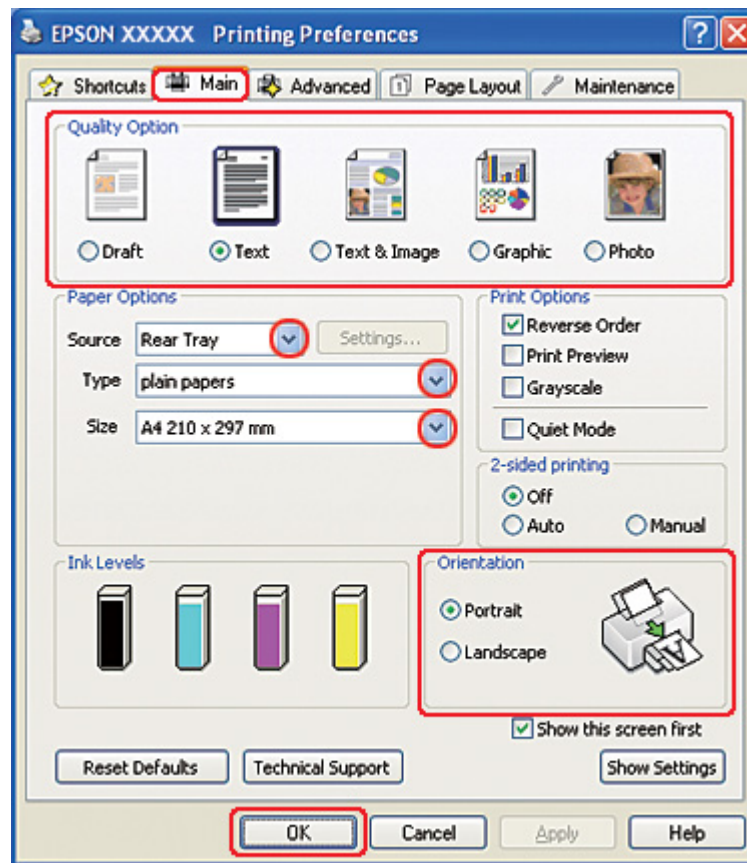 EPSON XXXXX Printing Preferences
Shortcuts Main Advanced Page Layout Maintenance
Quality Option
Draft Text Text & Image Graphic Photo
Paper Options
Source Rear Tray Settings...
Type plain papers
Size A4 210 x 297 mm
Print Options
Reverse Order
Print Preview
Grayscale
Quiet Mode
2-sided printing
Off
Auto Manual
Ink Levels
Orientation
Portrait
Landscape
Show this screen first
Reset Defaults Technical Support Show Settings
OK Cancel Apply Help